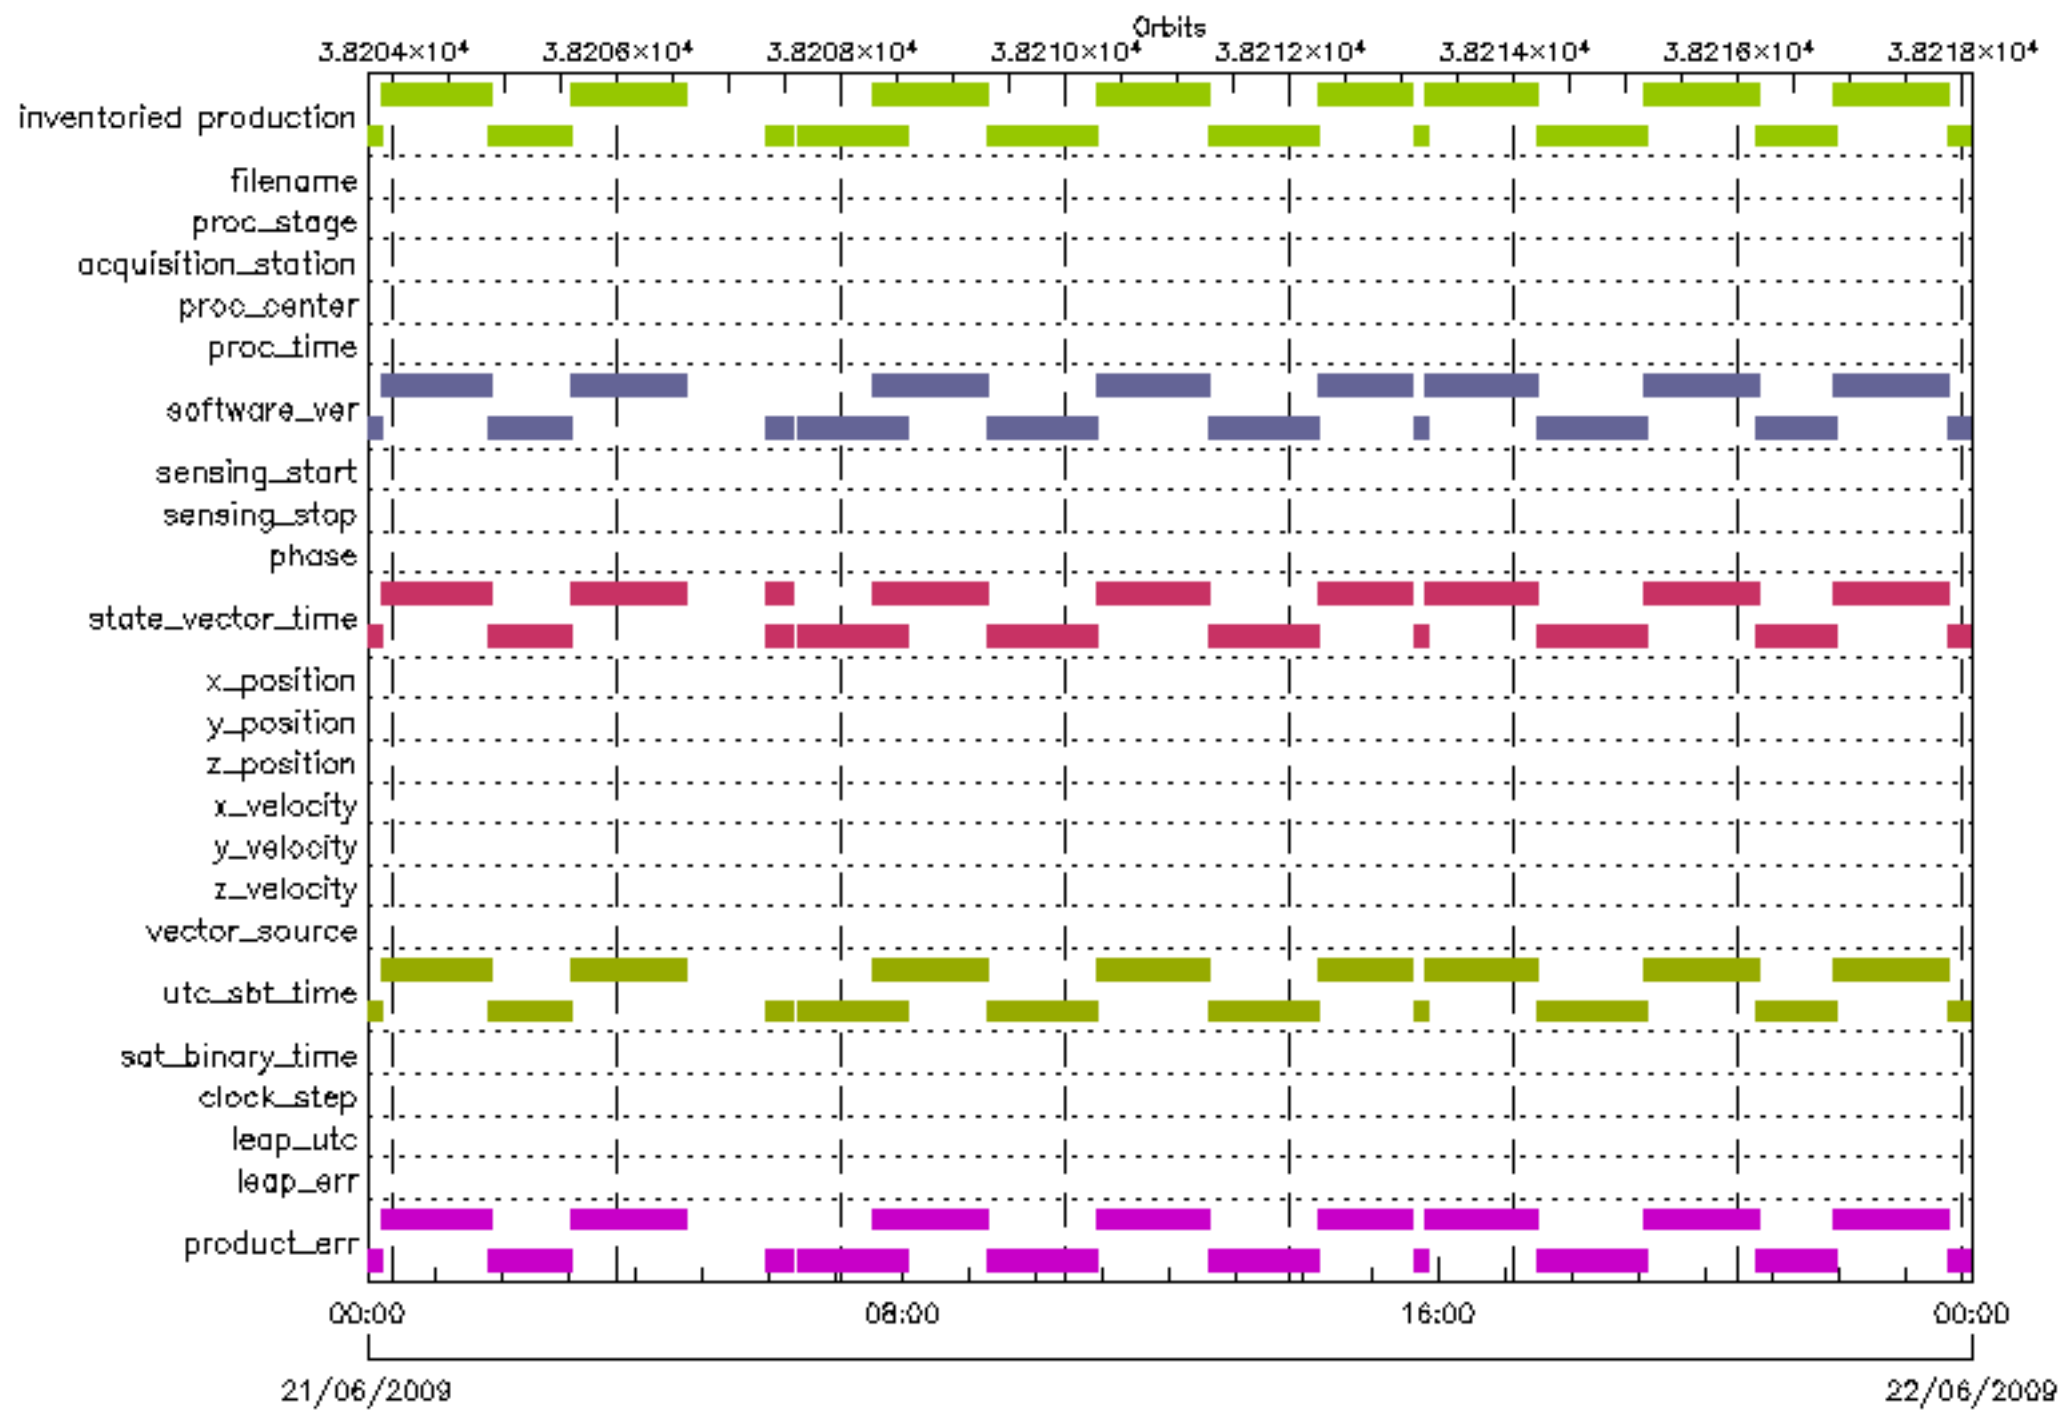 Orbits
3.8204×10⁴ 3.8206×10⁴ 3.8208×10⁴ 3.8210×10⁴ 3.8212×10⁴ 3.8214×10⁴ 3.8216×10⁴ 3.8218×10⁴
inventoried production
filename
proc_stage
acquisition_station
proc_center
proc_time
software_ver
sensing_start
sensing_stop
phase
state_vector_time
x_position
y_position
z_position
x_velocity
y_velocity
z_velocity
vector_source
utc_sbt_time
sat_binary_time
clock_step
leap_utc
leap_err
product_err
00:00 08:00 16:00 00:00
21/06/2009 22/06/2009